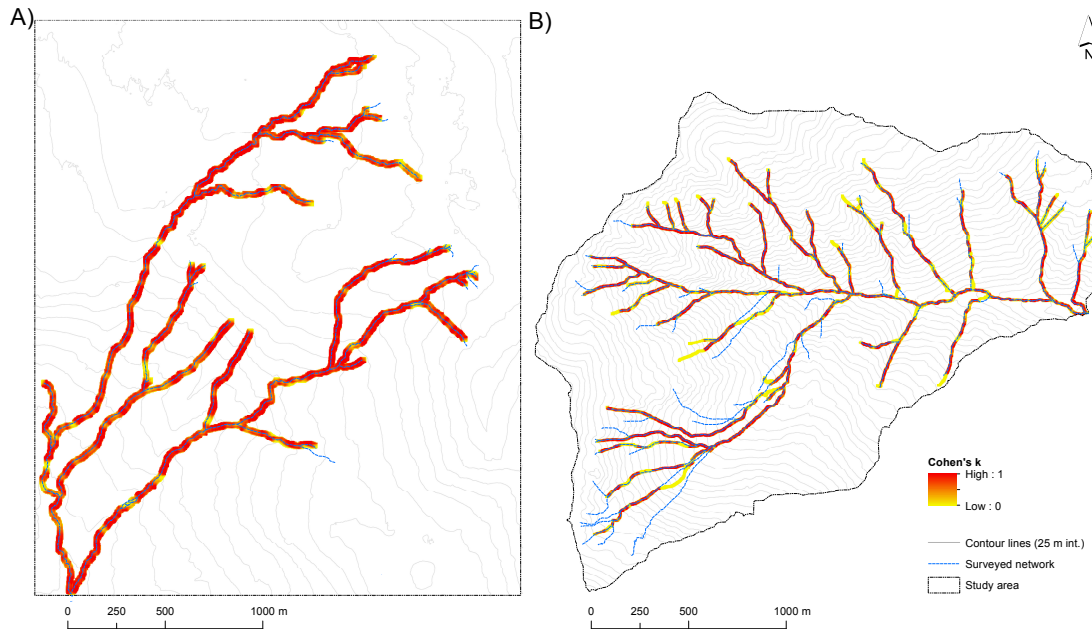 A)
B)
N
Cohen's k
High : 1
Low : 0
Contour lines (25 m int.)
Surveyed network
Study area
0 250 500 1000 m
0 250 500 1000 m